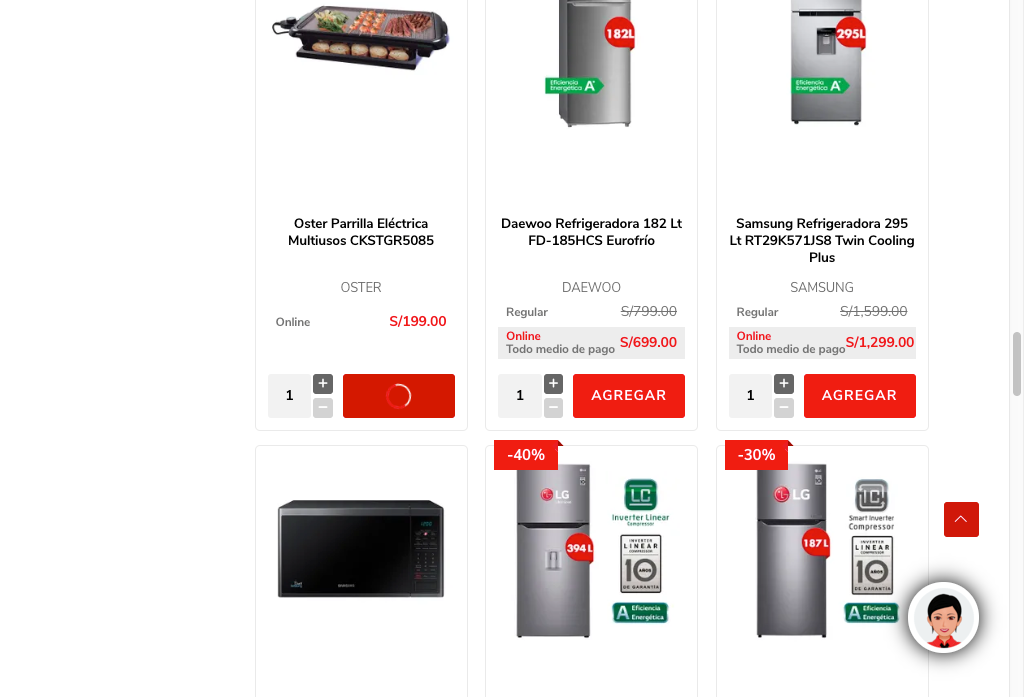 182L
Eficiencia
Energética A+
295L
Eficiencia
Energética A+
Oster Parrilla Eléctrica
Multiusos CKSTGR5085
OSTER
Online S/199.00
1 + −
Daewoo Refrigeradora 182 Lt
FD-185HCS Eurofrío
DAEWOO
Regular S/799.00
Online
Todo medio de pago S/699.00
1 + − AGREGAR
Samsung Refrigeradora 295
Lt RT29K571JS8 Twin Cooling
Plus
SAMSUNG
Regular S/1,599.00
Online
Todo medio de pago S/1,299.00
1 + − AGREGAR
SAMSUNG
-40%
LG
394L
LC
Inverter Linear
Compressor
INVERTER
LINEAR
COMPRESSOR
10 AÑOS
DE GARANTÍA
A Eficiencia
Energética
-30%
LG
187L
Smart Inverter
Compressor
INVERTER
LINEAR
COMPRESSOR
10 AÑOS
DE GARANTÍA
A Eficiencia
Energética